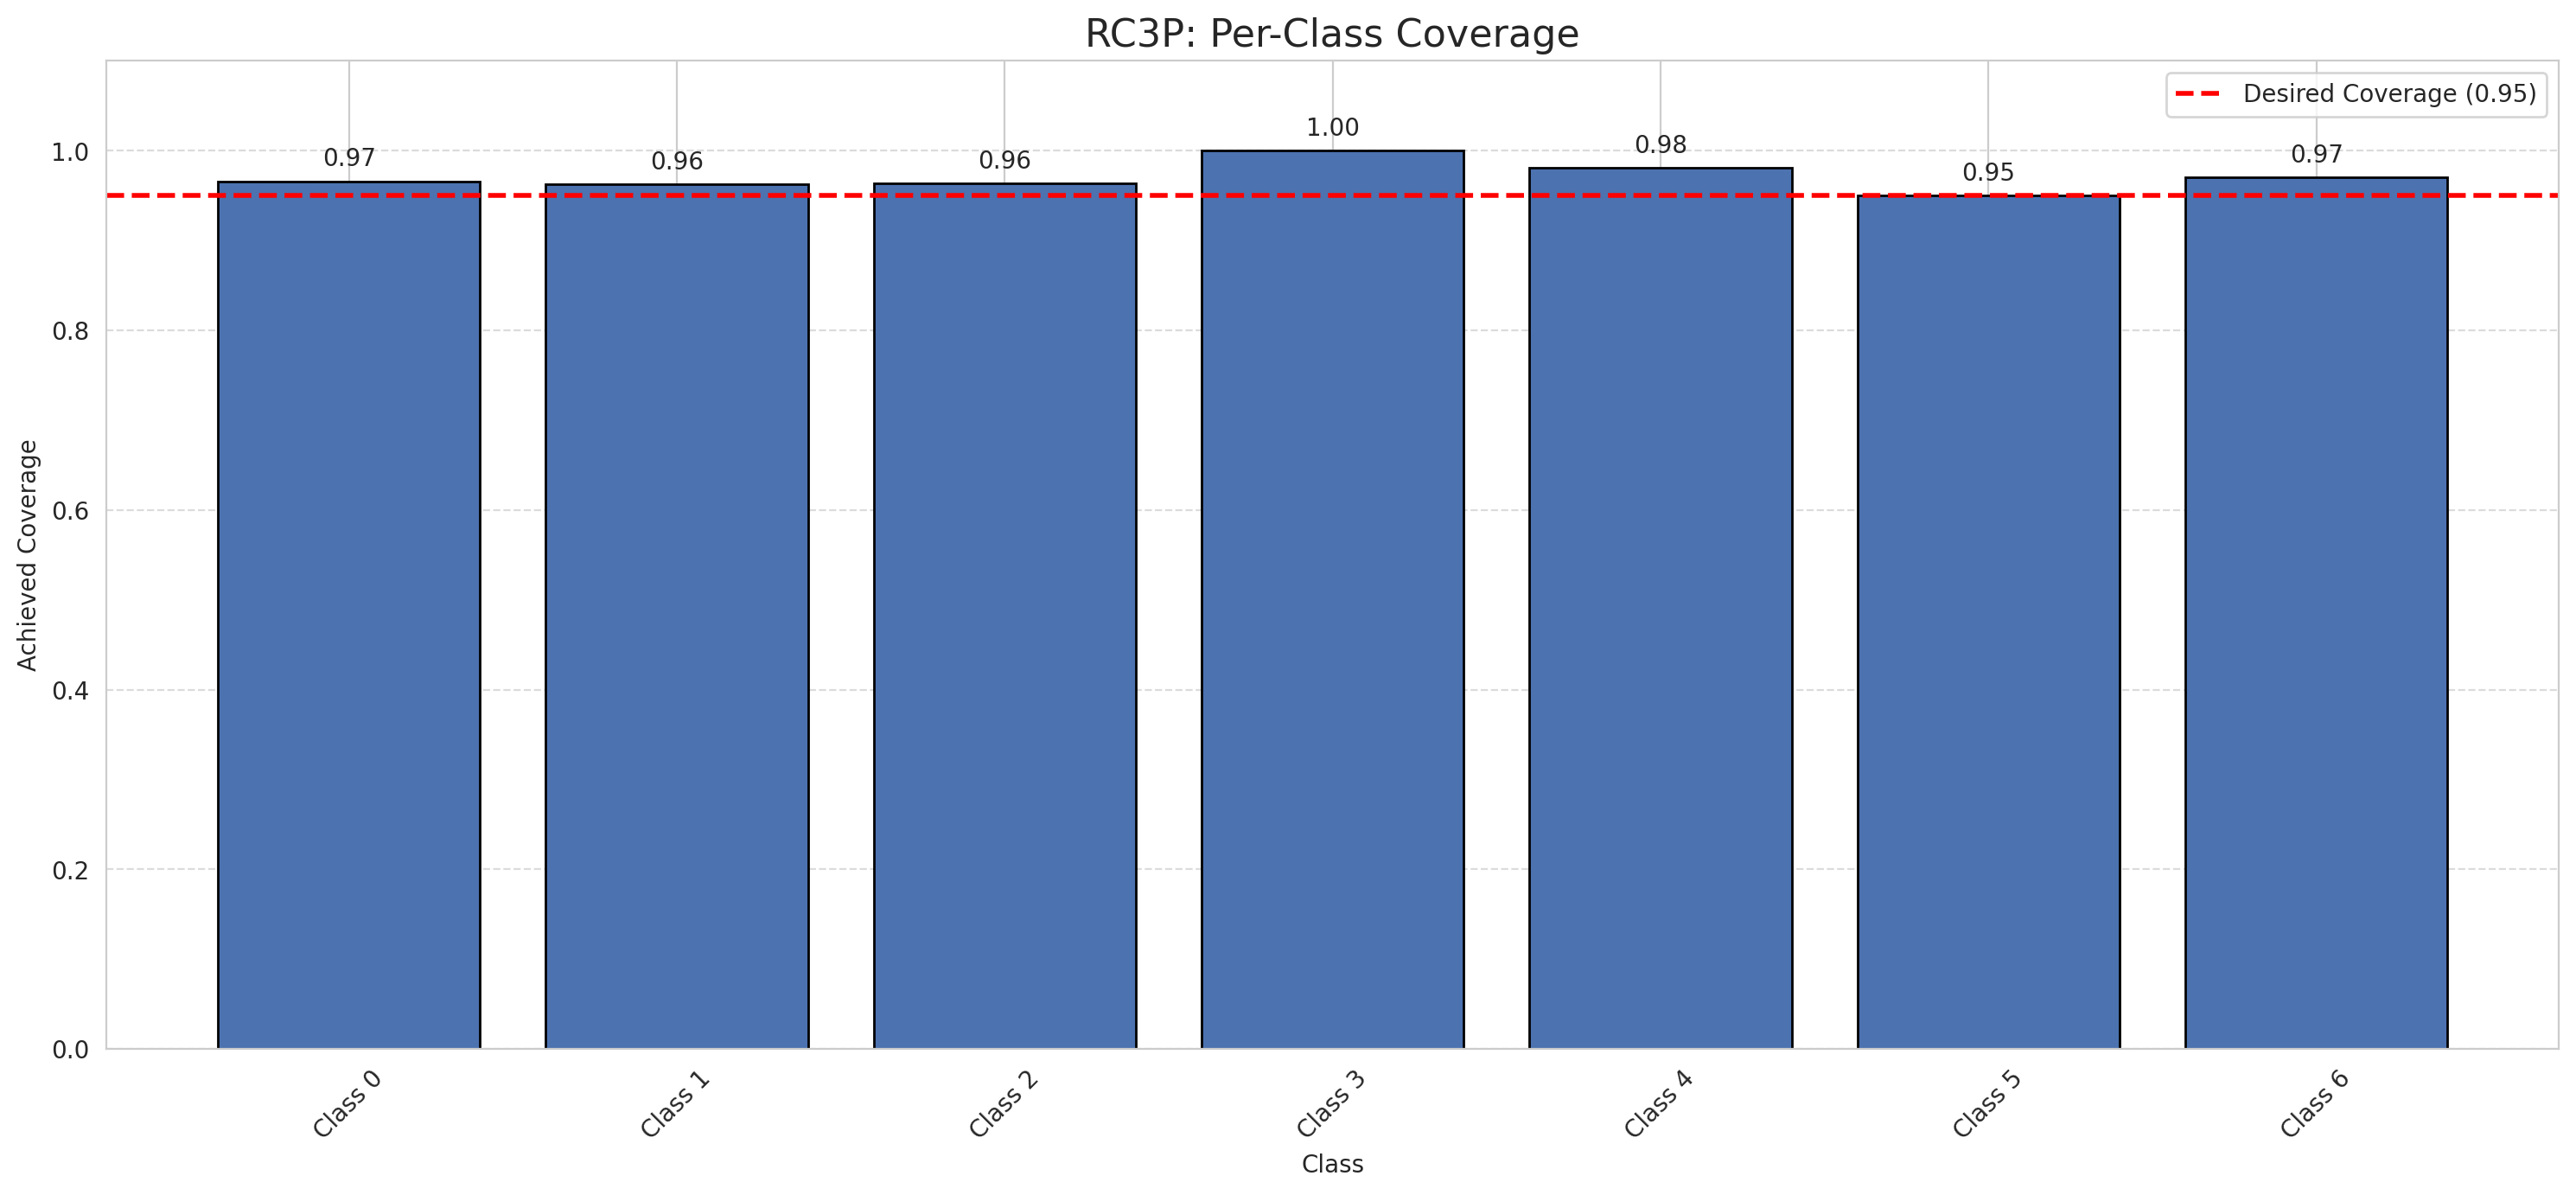 RC3P: Per-Class Coverage
Desired Coverage (0.95)
Achieved Coverage
1.0
0.8
0.6
0.4
0.2
0.0
0.97
0.96
0.96
1.00
0.98
0.95
0.97
Class 0
Class 1
Class 2
Class 3
Class 4
Class 5
Class 6
Class